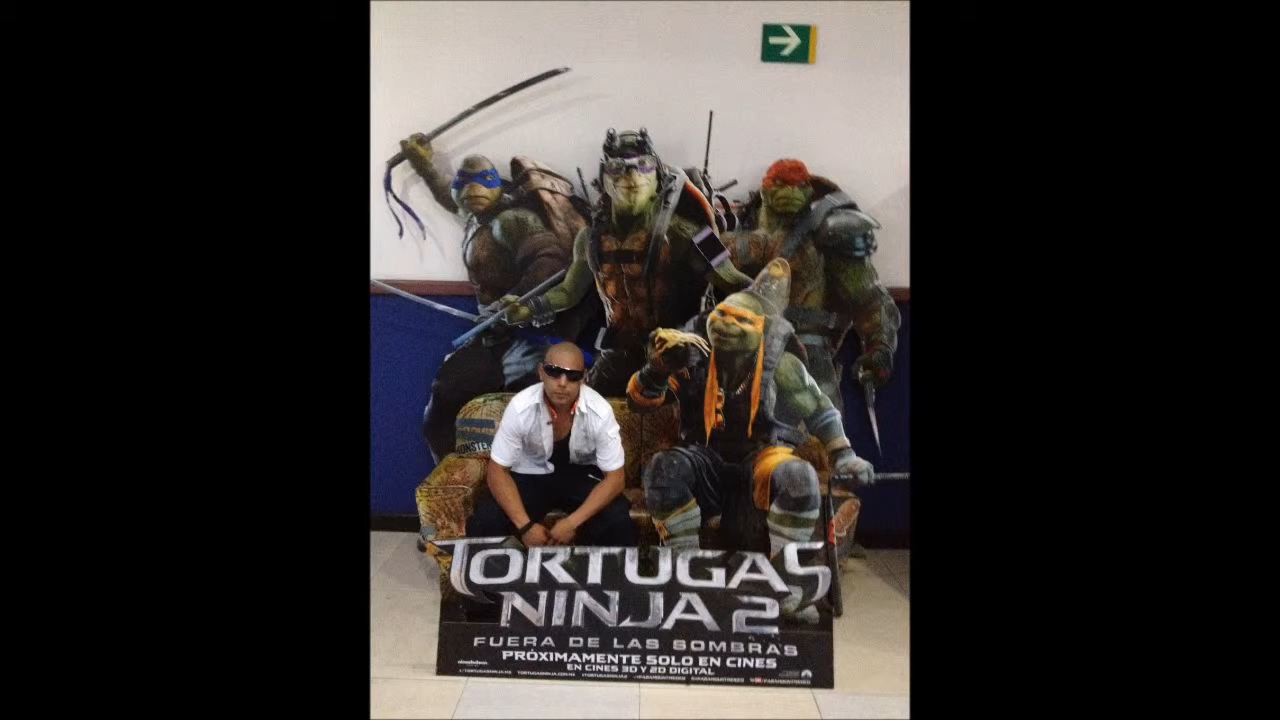 TORTUGAS
NINJA 2
FUERA DE LAS SOMBRAS
PRÓXIMAMENTE SOLO EN CINES
EN CINES 3D Y 2D DIGITAL